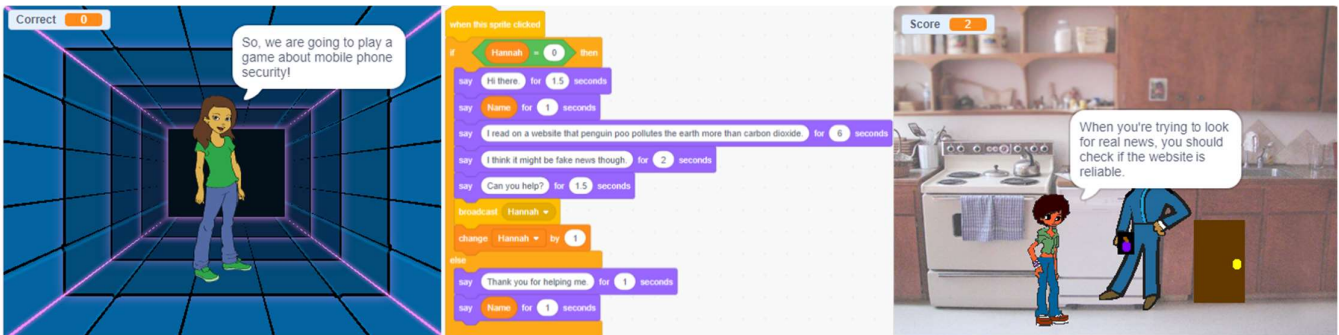 Correct 0
So, we are going to play a
game about mobile phone
security!
when this sprite clicked
if Hannah = 0 then
say Hi there. for 1.5 seconds
say Name for 1 seconds
say I read on a website that penguin poo pollutes the earth more than carbon dioxide. for 6 seconds
say I think it might be fake news though. for 2 seconds
say Can you help? for 1.5 seconds
broadcast Hannah
change Hannah by 1
else
say Thank you for helping me. for 1 seconds
say Name for 1 seconds
Score 2
When you're trying to look
for real news, you should
check if the website is
reliable.